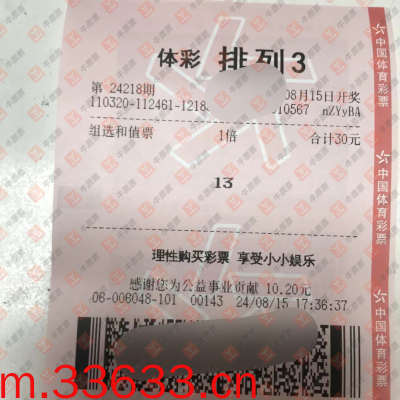 体彩 排列3
第 24218期 08月15日开奖
110320-112461-1218 10567 nZYyBA
组选和值票 1倍 合计30元
13
理性购买彩票 享受小小娱乐
感谢您为公益事业贡献 10.20元
06-006048-101 00143 24/08/15 17:36:37
中国体育彩票
中国体育彩票
中国体育彩票
m.33633.cn